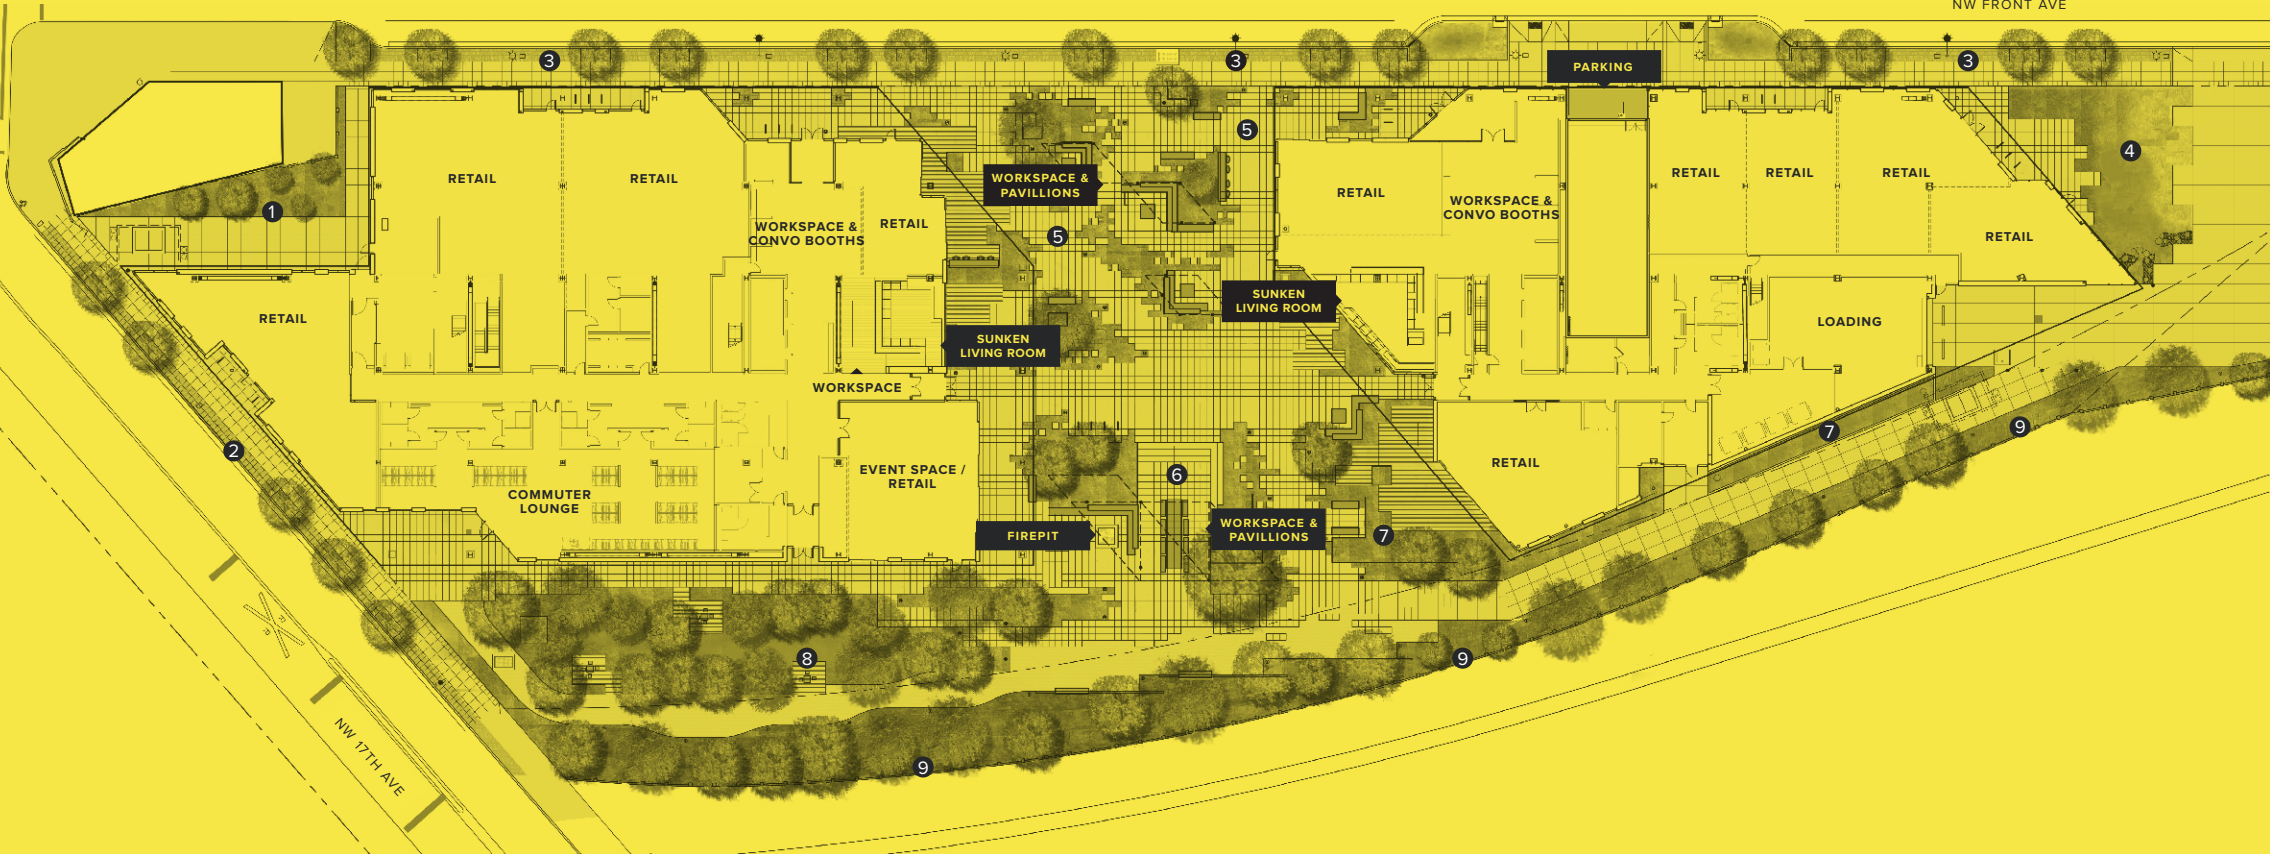 NW FRONT AVE
3
3
3
PARKING
5
4
RETAIL
RETAIL
WORKSPACE &
PAVILLIONS
RETAIL
RETAIL
RETAIL
RETAIL
1
WORKSPACE &
CONVO BOOTHS
RETAIL
WORKSPACE &
CONVO BOOTHS
5
RETAIL
SUNKEN
LIVING ROOM
RETAIL
LOADING
SUNKEN
LIVING ROOM
WORKSPACE
2
7
9
RETAIL
EVENT SPACE /
RETAIL
6
COMMUTER
LOUNGE
FIREPIT
WORKSPACE &
PAVILLIONS
7
R R
8
9
NW 17TH AVE
9